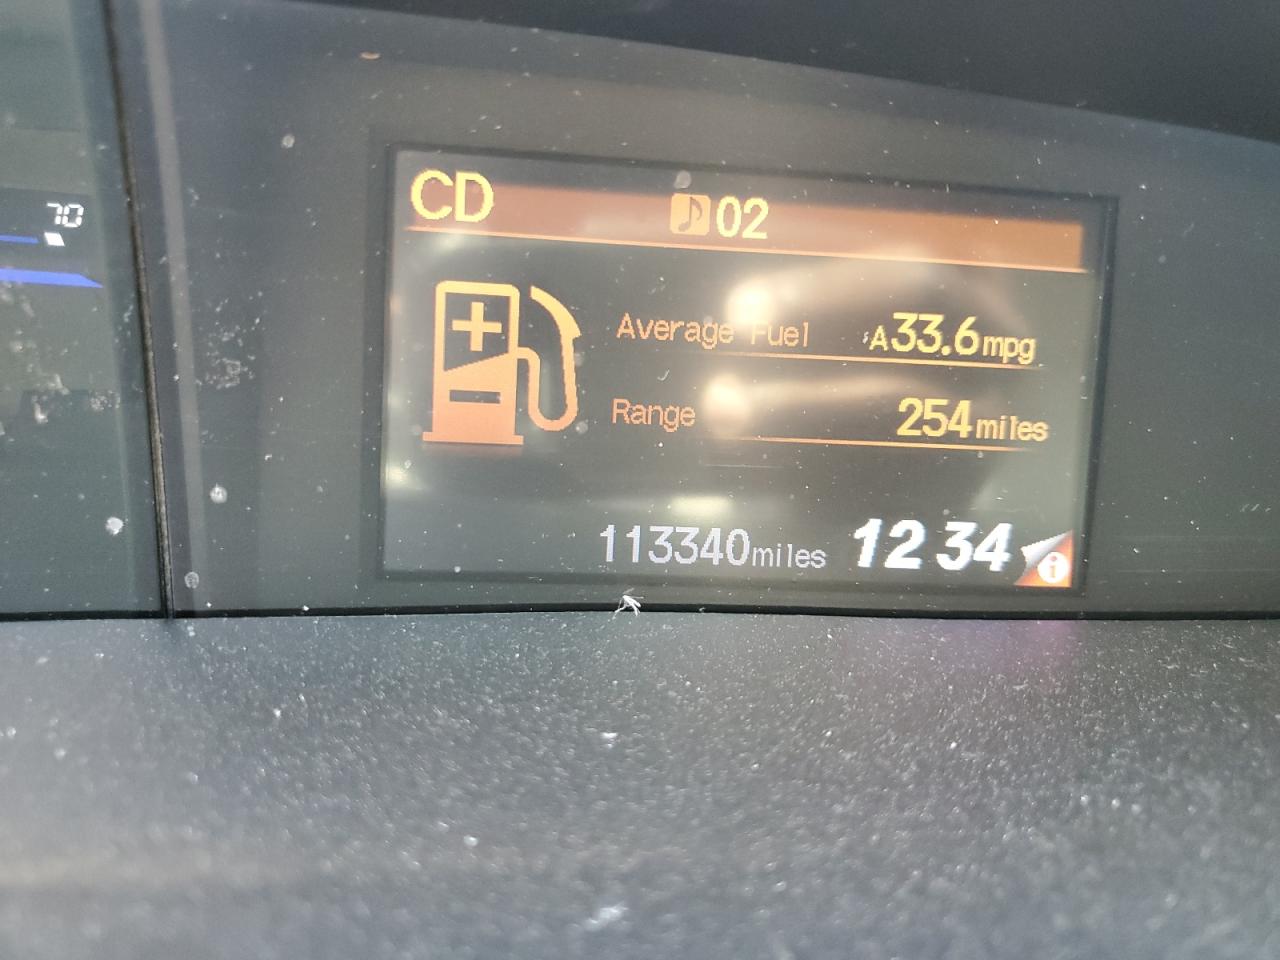 70
CD 02
Average Fuel A33.6mpg
Range 254miles
113340miles 12 34
i